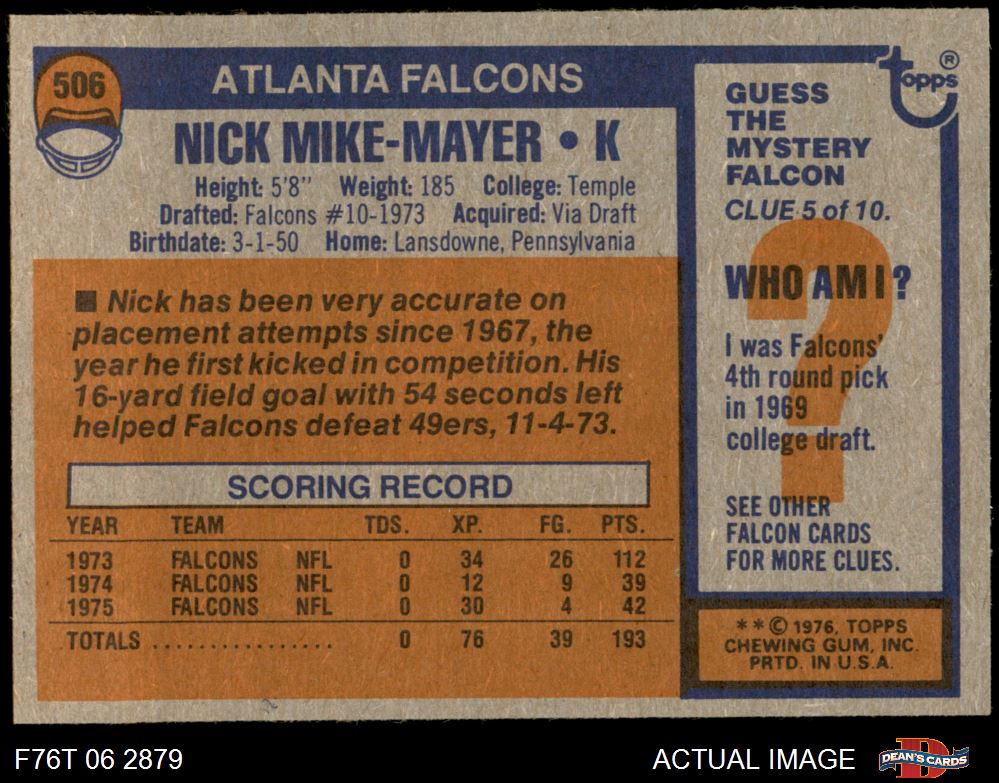 506
ATLANTA FALCONS
NICK MIKE-MAYER • K
Height: 5'8" Weight: 185 College: Temple
Drafted: Falcons #10-1973 Acquired: Via Draft
Birthdate: 3-1-50 Home: Lansdowne, Pennsylvania
■ Nick has been very accurate on
placement attempts since 1967, the
year he first kicked in competition. His
16-yard field goal with 54 seconds left
helped Falcons defeat 49ers, 11-4-73.
SCORING RECORD
YEAR TEAM TDS. XP. FG. PTS.
1973 FALCONS NFL 0 34 26 112
1974 FALCONS NFL 0 12 9 39
1975 FALCONS NFL 0 30 4 42
TOTALS ................ 0 76 39 193
topps ®
GUESS
THE
MYSTERY
FALCON
CLUE 5 of 10.
?
WHO AM I?
I was Falcons'
4th round pick
in 1969
college draft.
SEE OTHER
FALCON CARDS
FOR MORE CLUES.
**© 1976, TOPPS
CHEWING GUM, INC.
PRTD. IN U.S.A.
F76T 06 2879
ACTUAL IMAGE
D
DEAN'S CARDS